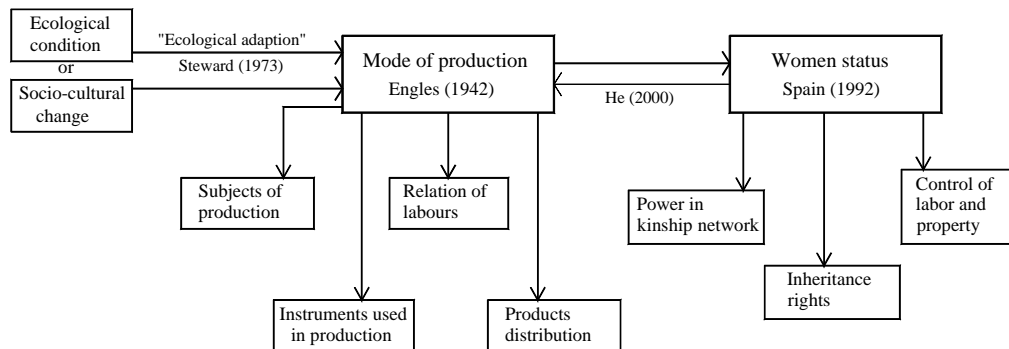 Ecological
condition
or
Socio-cultural
change
"Ecological adaption"
Steward (1973)
Mode of production
Engles (1942)
He (2000)
Women status
Spain (1992)
Subjects of
production
Relation of
labours
Instruments used
in production
Products
distribution
Power in
kinship network
Inheritance
rights
Control of
labor and
property